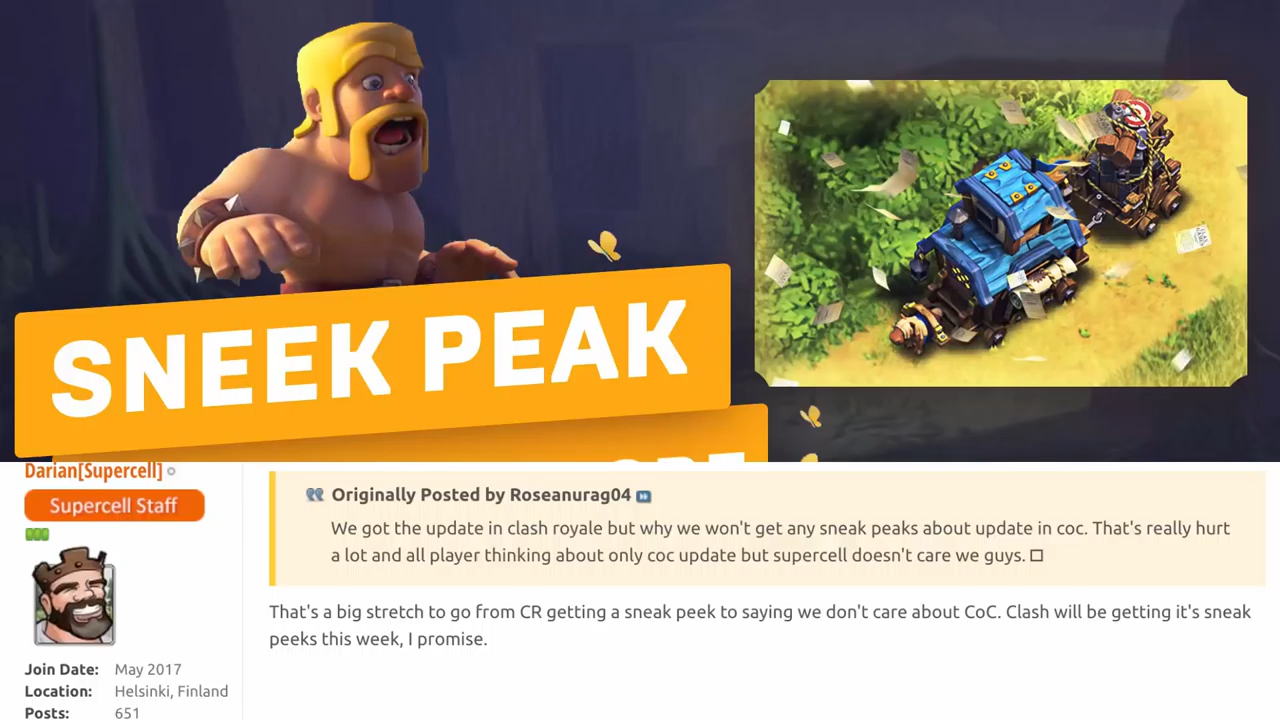 SNEEK PEAK
Darian[Supercell]
Supercell Staff
Join Date: May 2017
Location: Helsinki, Finland
Posts: 651
Originally Posted by Roseanurag04
We got the update in clash royale but why we won't get any sneak peaks about update in coc. That's really hurt
a lot and all player thinking about only coc update but supercell doesn't care we guys.
That's a big stretch to go from CR getting a sneak peek to saying we don't care about CoC. Clash will be getting it's sneak
peeks this week, I promise.